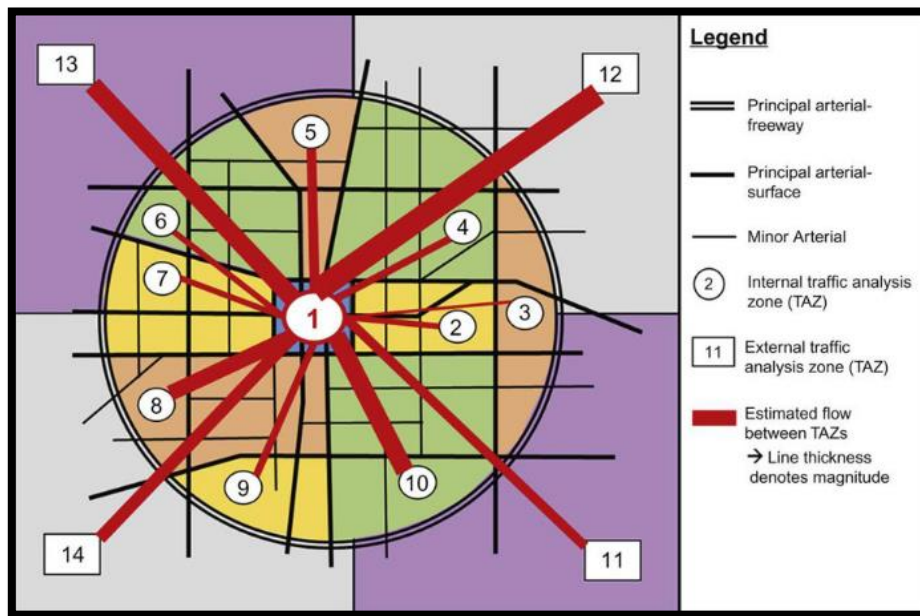 13
12
5
6
4
7
1
2
3
8
9
10
14
11
Legend
Principal arterial-
freeway
Principal arterial-
surface
Minor Arterial
2
Internal traffic analysis
zone (TAZ)
11
External traffic
analysis zone (TAZ)
Estimated flow
between TAZs
→ Line thickness
denotes magnitude